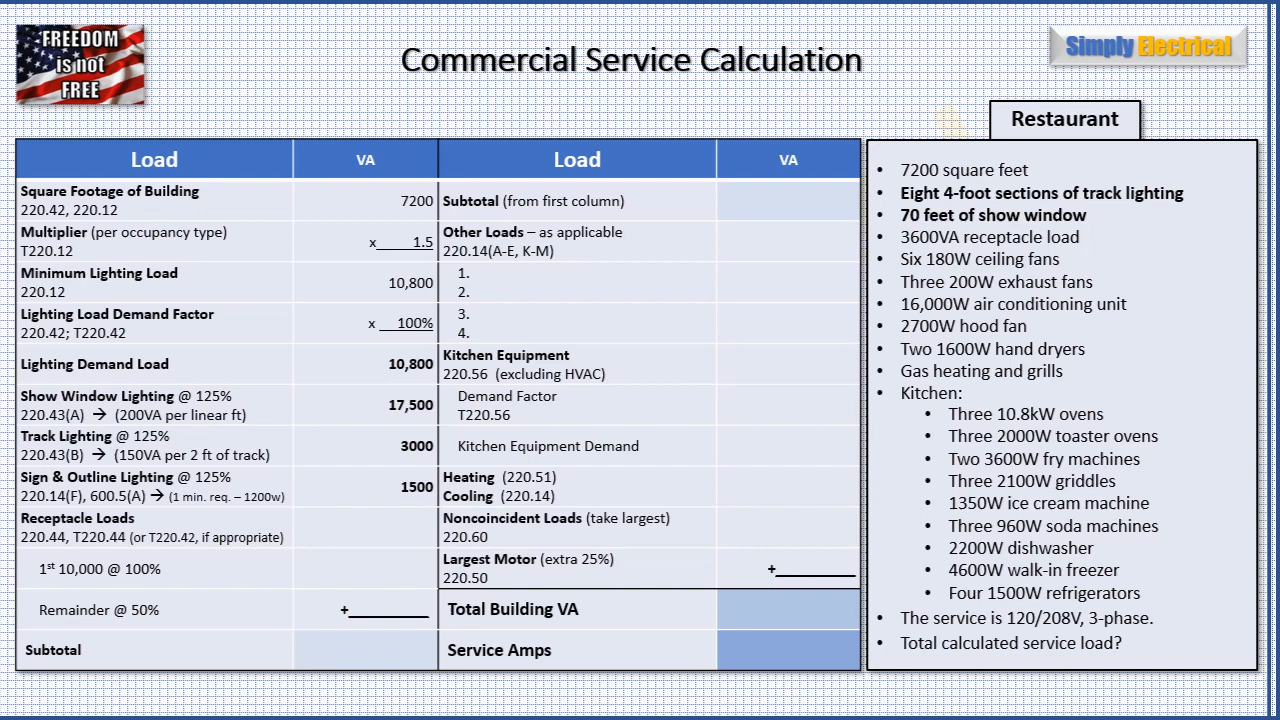 FREEDOM
is not
FREE
Commercial Service Calculation
Simply Electrical
Load
VA
Load
VA
Square Footage of Building
220.42, 220.12
7200
Multiplier (per occupancy type)
T220.12
x 1.5
Minimum Lighting Load
220.12
10,800
Lighting Load Demand Factor
220.42; T220.42
x 100%
Lighting Demand Load
10,800
Show Window Lighting @ 125%
220.43(A) → (200VA per linear ft)
17,500
Track Lighting @ 125%
220.43(B) → (150VA per 2 ft of track)
3000
Sign & Outline Lighting @ 125%
220.14(F), 600.5(A) → (1 min. req. – 1200w)
1500
Receptacle Loads
220.44, T220.44 (or T220.42, if appropriate)
1st 10,000 @ 100%
Remainder @ 50%
+
Subtotal
Subtotal (from first column)
Other Loads – as applicable
220.14(A-E, K-M)
1.
2.
3.
4.
Kitchen Equipment
220.56 (excluding HVAC)
Demand Factor
T220.56
Kitchen Equipment Demand
Heating (220.51)
Cooling (220.14)
Noncoincident Loads (take largest)
220.60
Largest Motor (extra 25%)
220.50
+
Total Building VA
Service Amps
Restaurant
• 7200 square feet
• Eight 4-foot sections of track lighting
• 70 feet of show window
• 3600VA receptacle load
• Six 180W ceiling fans
• Three 200W exhaust fans
• 16,000W air conditioning unit
• 2700W hood fan
• Two 1600W hand dryers
• Gas heating and grills
• Kitchen:
• Three 10.8kW ovens
• Three 2000W toaster ovens
• Two 3600W fry machines
• Three 2100W griddles
• 1350W ice cream machine
• Three 960W soda machines
• 2200W dishwasher
• 4600W walk-in freezer
• Four 1500W refrigerators
• The service is 120/208V, 3-phase.
• Total calculated service load?